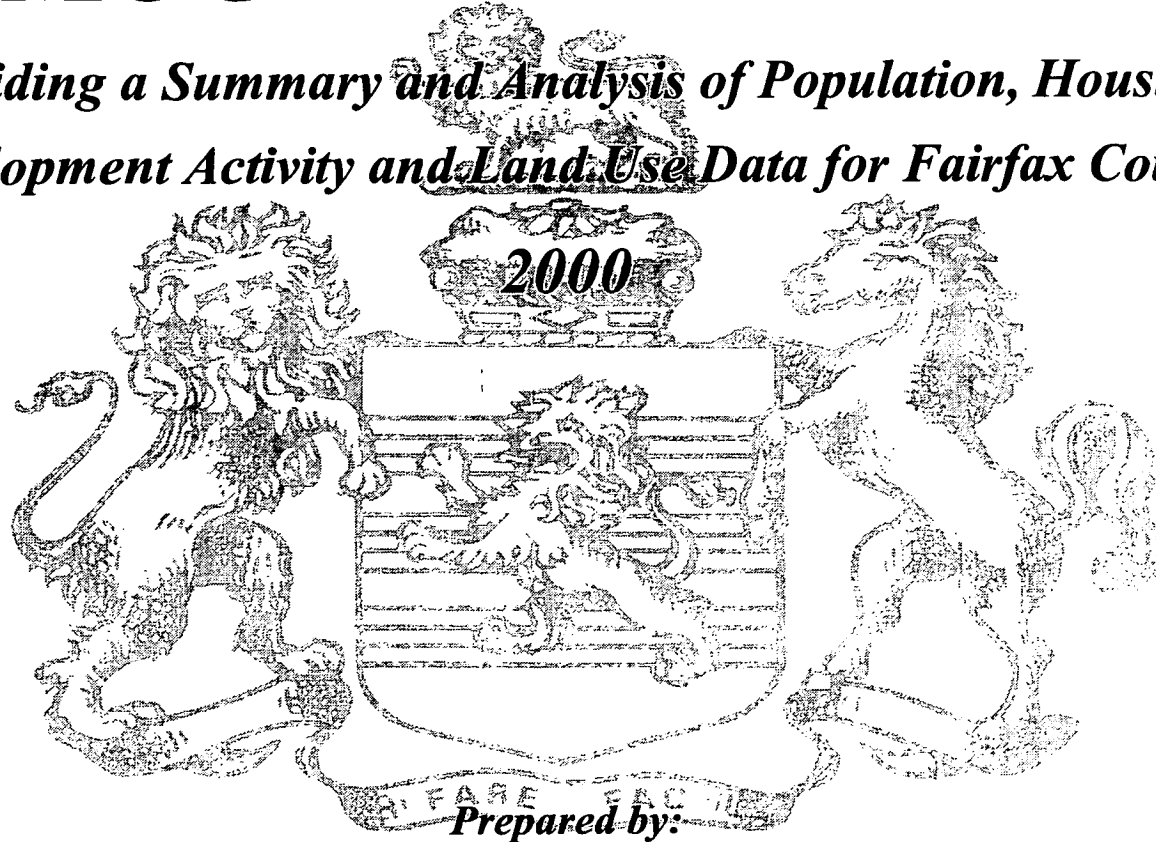 iding a Summary and Analysis of Population, Hous
lopment Activity and Land Use Data for Fairfax Cou
2000
FARE FAC
Prepared by: